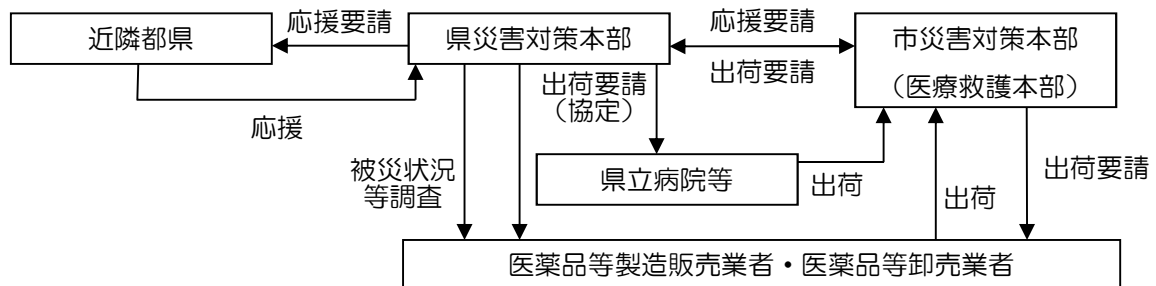 近隣都県
応援要請
県災害対策本部
応援要請
出荷要請
市災害対策本部
（医療救護本部）
応援
出荷要請
（協定）
被災状況
等調査
県立病院等
出荷
出荷
出荷要請
医薬品等製造販売業者・医薬品等卸売業者